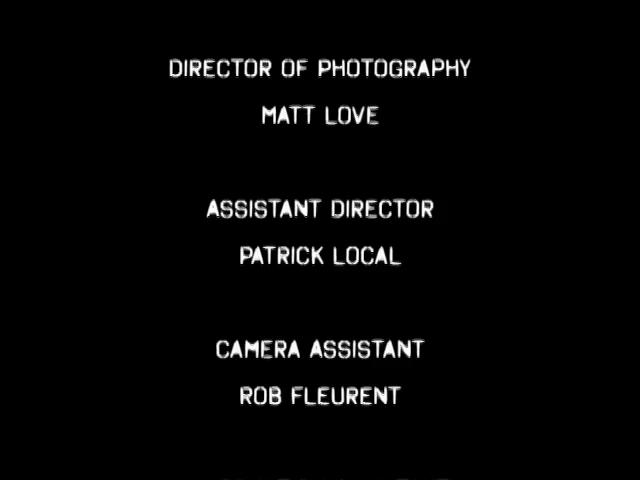 DIRECTOR OF PHOTOGRAPHY
MATT LOVE
ASSISTANT DIRECTOR
PATRICK LOCAL
CAMERA ASSISTANT
ROB FLEURENT